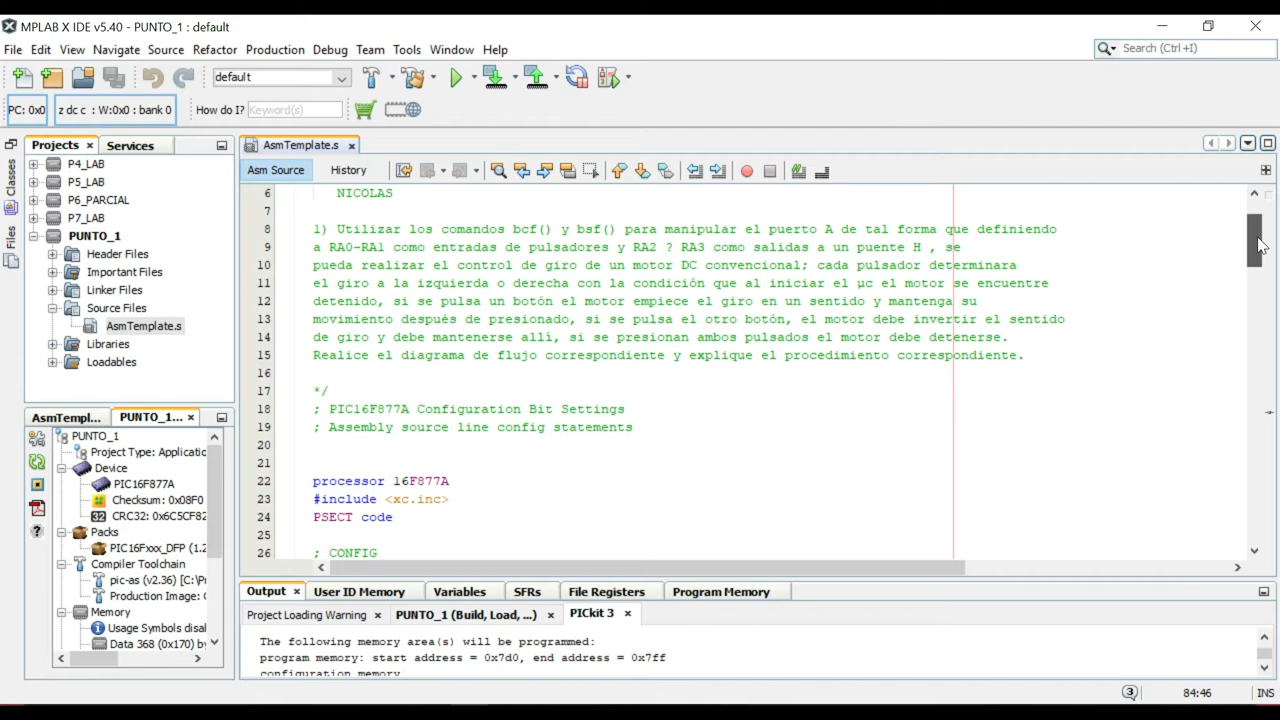 MPLAB X IDE v5.40 - PUNTO_1 : default
File Edit View Navigate Source Refactor Production Debug Team Tools Window Help
Search (Ctrl+I)
default
PC: 0x0 z dc c : W:0x0 : bank 0 How do I? Keyword(s)
Projects Services
Classes
Files
P4_LAB
P5_LAB
P6_PARCIAL
P7_LAB
PUNTO_1
Header Files
Important Files
Linker Files
Source Files
AsmTemplate.s
Libraries
Loadables
AsmTempl... PUNTO_1...
PUNTO_1
Project Type: Applicatic
Device
PIC16F877A
Checksum: 0x08F0
CRC32: 0x6C5CF82
Packs
PIC16Fxxx_DFP (1.2
Compiler Toolchain
pic-as (v2.36) [C:\P
Production Image: (
Memory
Usage Symbols disal
Data 368 (0x170) by
AsmTemplate.s
Asm Source History
6 NICOLAS
7
8 1) Utilizar los comandos bcf() y bsf() para manipular el puerto A de tal forma que definiendo
9 a RA0-RA1 como entradas de pulsadores y RA2 ? RA3 como salidas a un puente H , se
10 pueda realizar el control de giro de un motor DC convencional; cada pulsador determinara
11 el giro a la izquierda o derecha con la condición que al iniciar el µc el motor se encuentre
12 detenido, si se pulsa un botón el motor empiece el giro en un sentido y mantenga su
13 movimiento después de presionado, si se pulsa el otro botón, el motor debe invertir el sentido
14 de giro y debe mantenerse allí, si se presionan ambos pulsados el motor debe detenerse.
15 Realice el diagrama de flujo correspondiente y explique el procedimiento correspondiente.
16
17 */
18 ; PIC16F877A Configuration Bit Settings
19 ; Assembly source line config statements
20
21
22 processor 16F877A
23 #include <xc.inc>
24 PSECT code
25
26 ; CONFIG
Output User ID Memory Variables SFRs File Registers Program Memory
Project Loading Warning PUNTO_1 (Build, Load, ...) PICkit 3
The following memory area(s) will be programmed:
program memory: start address = 0x7d0, end address = 0x7ff
configuration memory
3 84:46 INS